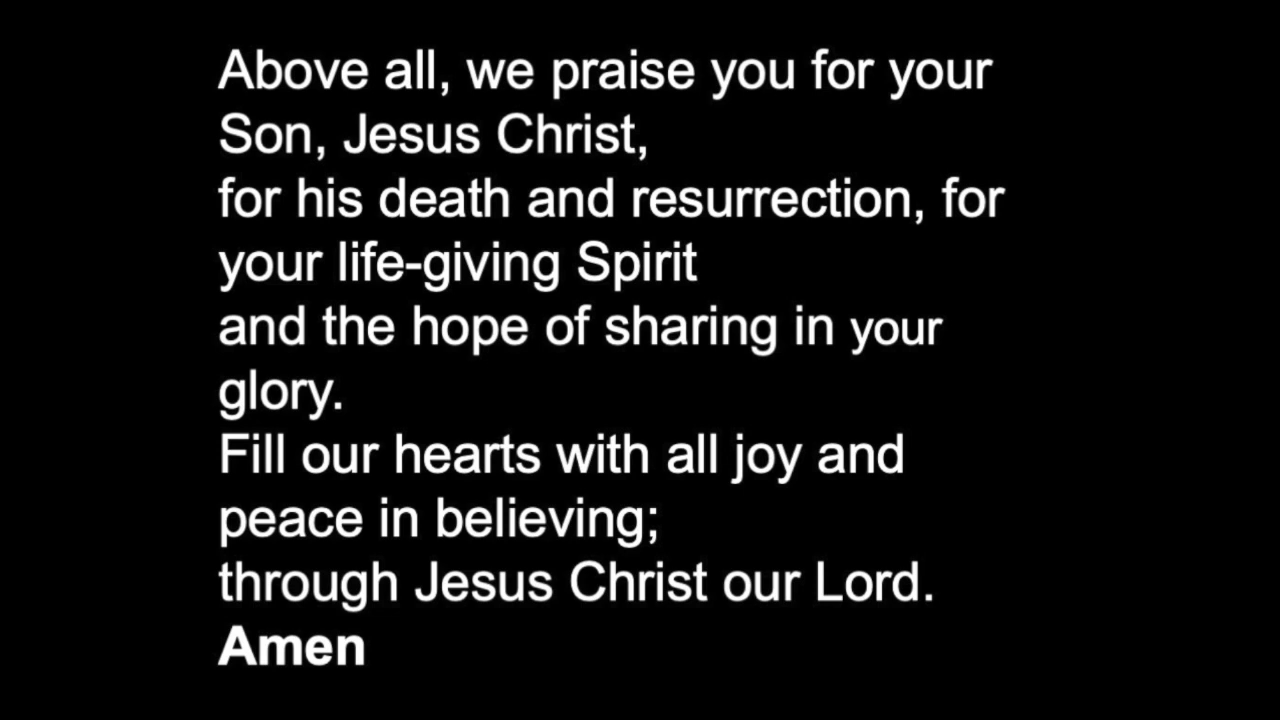 Above all, we praise you for your
Son, Jesus Christ,
for his death and resurrection, for
your life-giving Spirit
and the hope of sharing in your
glory.
Fill our hearts with all joy and
peace in believing;
through Jesus Christ our Lord.
Amen